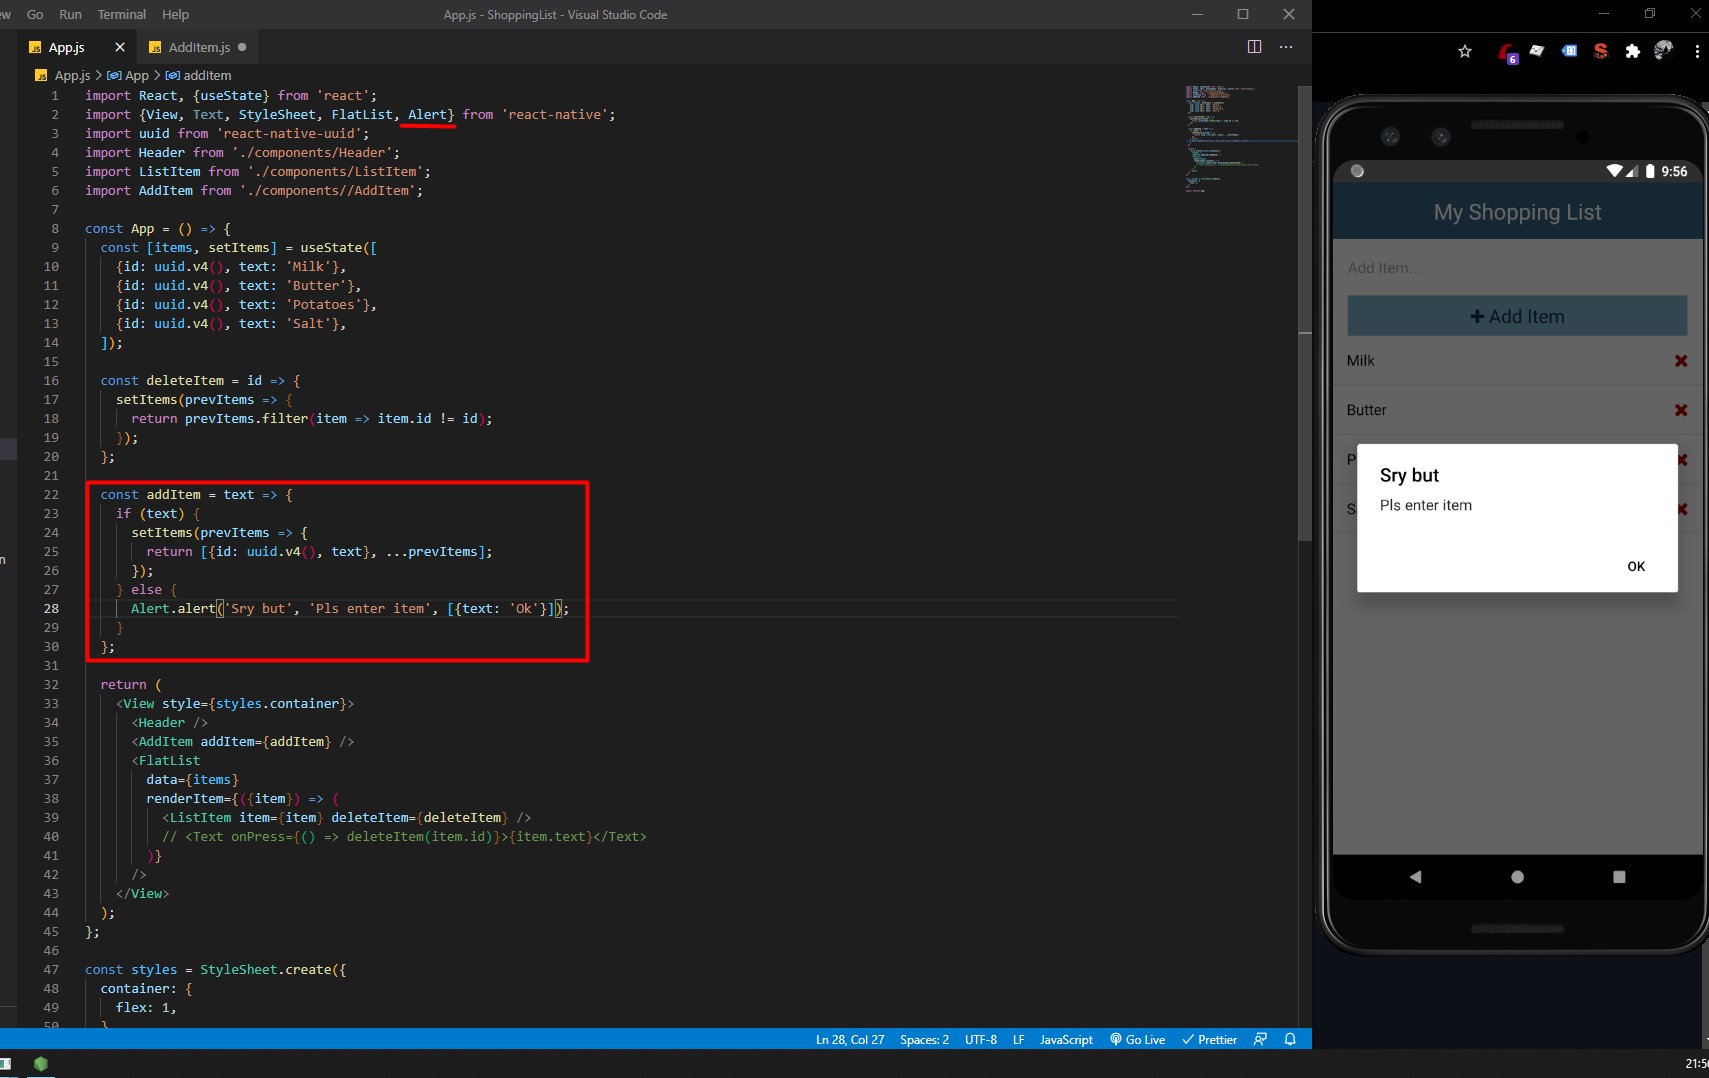 Go Run Terminal Help
App.js - ShoppingList - Visual Studio Code
JS App.js
JS AddItem.js
JS App.js > App > addItem
1 import React, {useState} from 'react';
2 import {View, Text, StyleSheet, FlatList, Alert} from 'react-native';
3 import uuid from 'react-native-uuid';
4 import Header from './components/Header';
5 import ListItem from './components/ListItem';
6 import AddItem from './components//AddItem';
7
8 const App = () => {
9 const [items, setItems] = useState([
10 {id: uuid.v4(), text: 'Milk'},
11 {id: uuid.v4(), text: 'Butter'},
12 {id: uuid.v4(), text: 'Potatoes'},
13 {id: uuid.v4(), text: 'Salt'},
14 ]);
15
16 const deleteItem = id => {
17 setItems(prevItems => {
18 return prevItems.filter(item => item.id != id);
19 });
20 };
21
22 const addItem = text => {
23 if (text) {
24 setItems(prevItems => {
25 return [{id: uuid.v4(), text}, ...prevItems];
26 });
27 } else {
28 Alert.alert('Sry but', 'Pls enter item', [{text: 'Ok'}]);
29 }
30 };
31
32 return (
33 <View style={styles.container}>
34 <Header />
35 <AddItem addItem={addItem} />
36 <FlatList
37 data={items}
38 renderItem={({item}) => (
39 <ListItem item={item} deleteItem={deleteItem} />
40 // <Text onPress={() => deleteItem(item.id)}>{item.text}</Text>
41 )}
42 />
43 </View>
44 );
45 };
46
47 const styles = StyleSheet.create({
48 container: {
49 flex: 1,
50 }
Ln 28, Col 27 Spaces: 2 UTF-8 LF JavaScript Go Live Prettier
6
9:56
My Shopping List
Add Item...
+ Add Item
Milk
Butter
P
S
Sry but
Pls enter item
OK